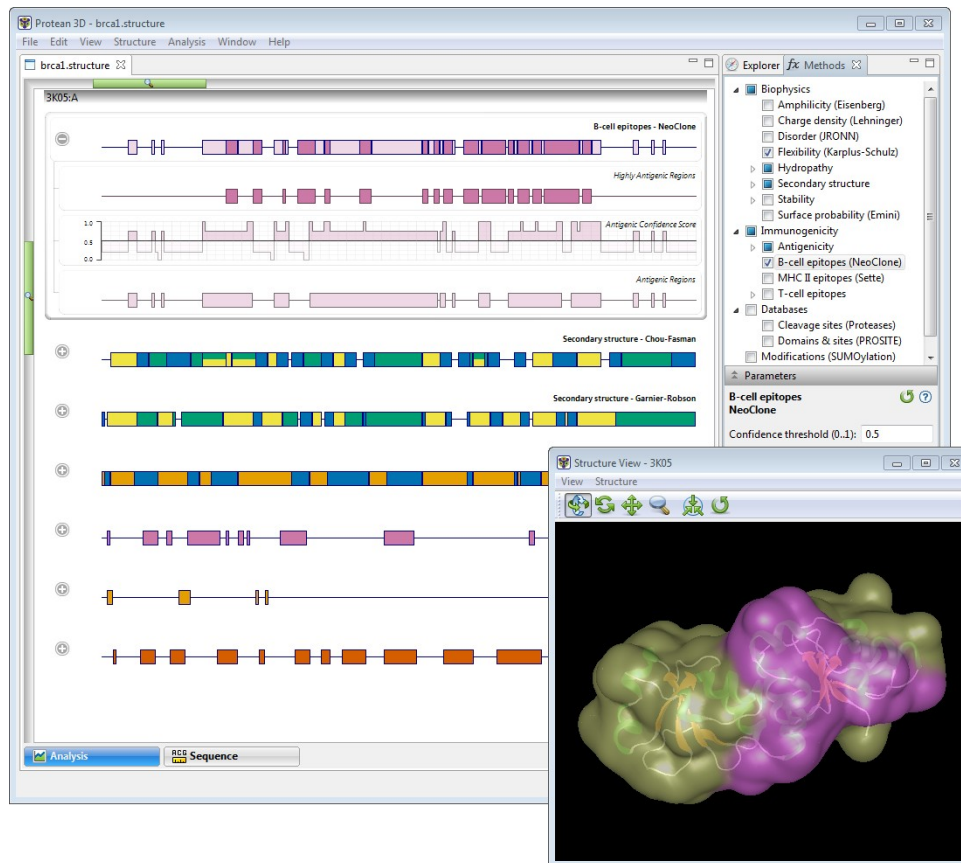 Protean 3D - brca1.structure
File Edit View Structure Analysis Window Help
brca1.structure
3K05:A
B-cell epitopes - NeoClone
Highly Antigenic Regions
Antigenic Confidence Score
1.0
0.5
0.0
Antigenic Regions
Secondary structure - Chou-Fasman
Secondary structure - Garnier-Robson
Analysis
ACG Sequence
Explorer fx Methods
Biophysics
Amphilicity (Eisenberg)
Charge density (Lehninger)
Disorder (JRONN)
Flexibility (Karplus-Schulz)
Hydropathy
Secondary structure
Stability
Surface probability (Emini)
Immunogenicity
Antigenicity
B-cell epitopes (NeoClone)
MHC II epitopes (Sette)
T-cell epitopes
Databases
Cleavage sites (Proteases)
Domains & sites (PROSITE)
Modifications (SUMOylation)
Parameters
B-cell epitopes
NeoClone
Confidence threshold (0..1): 0.5
Structure View - 3K05
View Structure